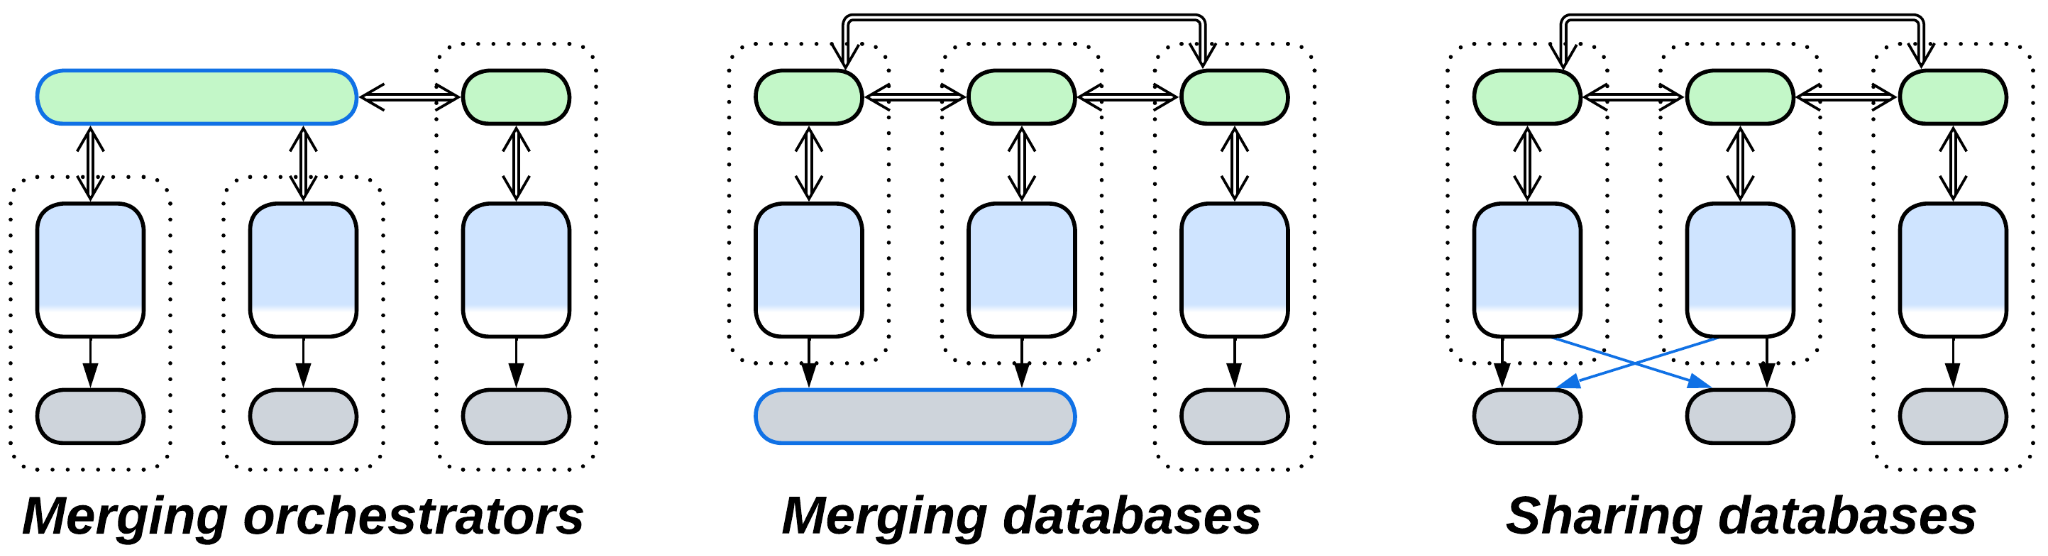 Merging orchestrators
Merging databases
Sharing databases